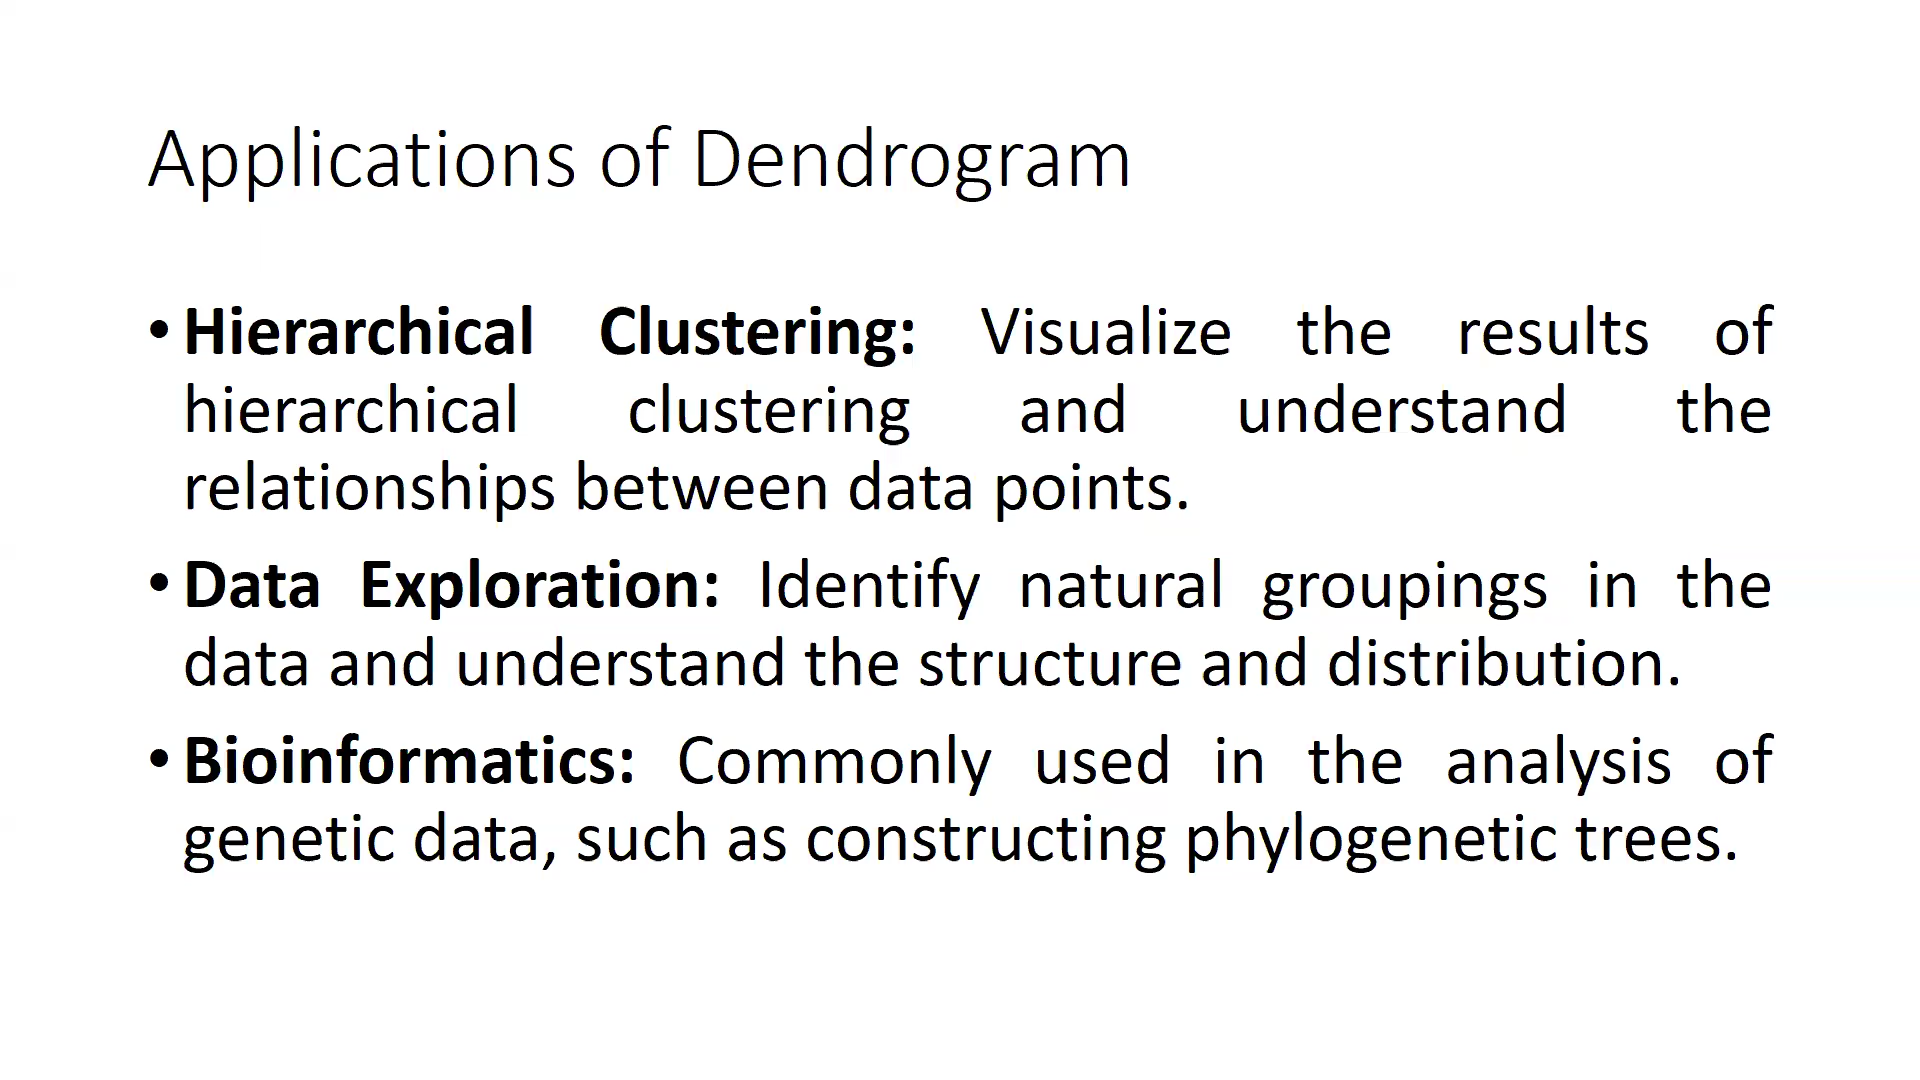 Applications of Dendrogram
• Hierarchical Clustering: Visualize the results of
hierarchical clustering and understand the
relationships between data points.
• Data Exploration: Identify natural groupings in the
data and understand the structure and distribution.
• Bioinformatics: Commonly used in the analysis of
genetic data, such as constructing phylogenetic trees.